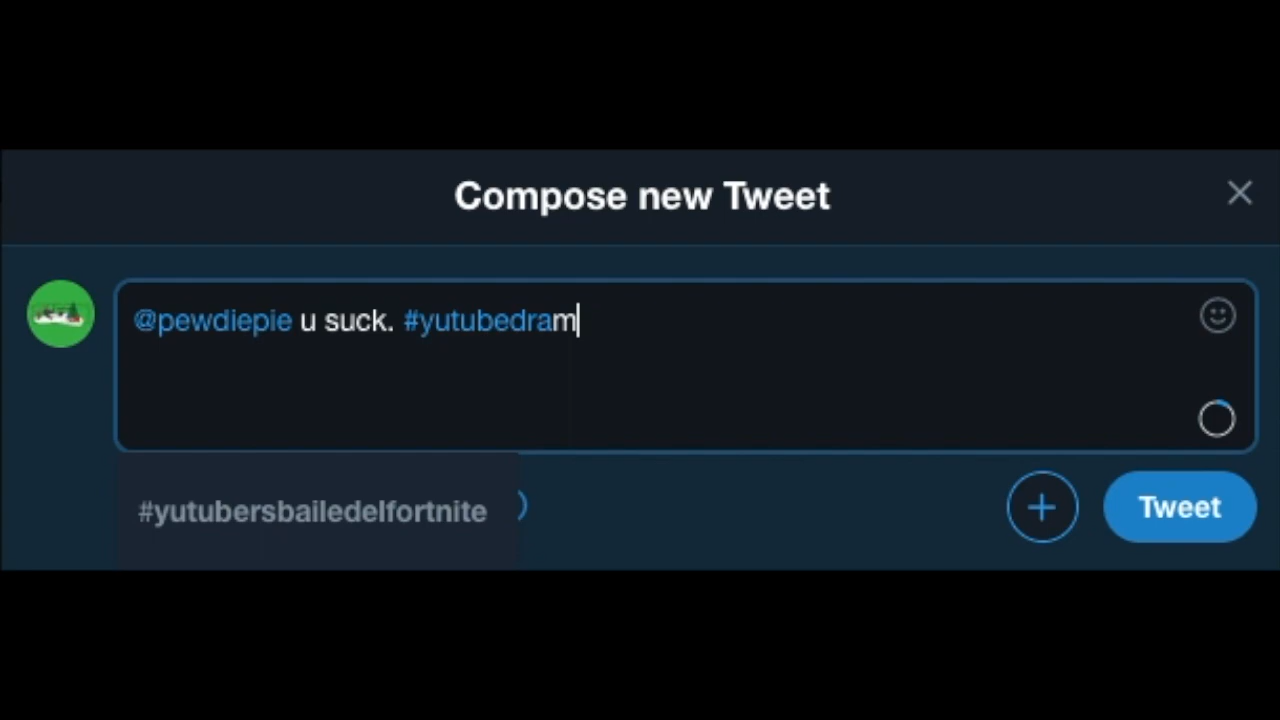 Compose new Tweet
@pewdiepie u suck. #yutubedram
#yutubersbailedelfortnite
Tweet